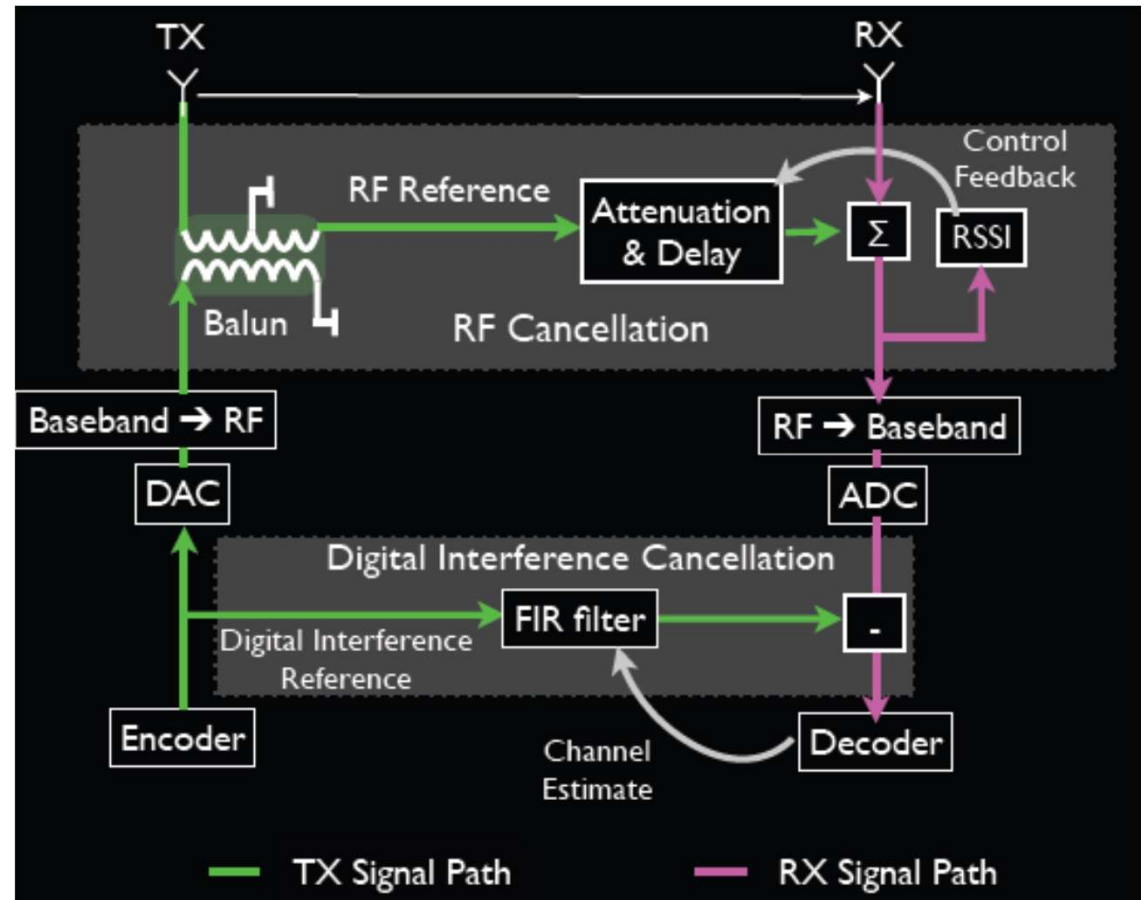 TX
RX
Control
Feedback
RF Reference
Attenuation
& Delay
Σ
RSSI
Balun
RF Cancellation
Baseband ➔ RF
RF ➔ Baseband
DAC
ADC
Digital Interference Cancellation
FIR filter
-
Digital Interference
Reference
Encoder
Decoder
Channel
Estimate
TX Signal Path
RX Signal Path